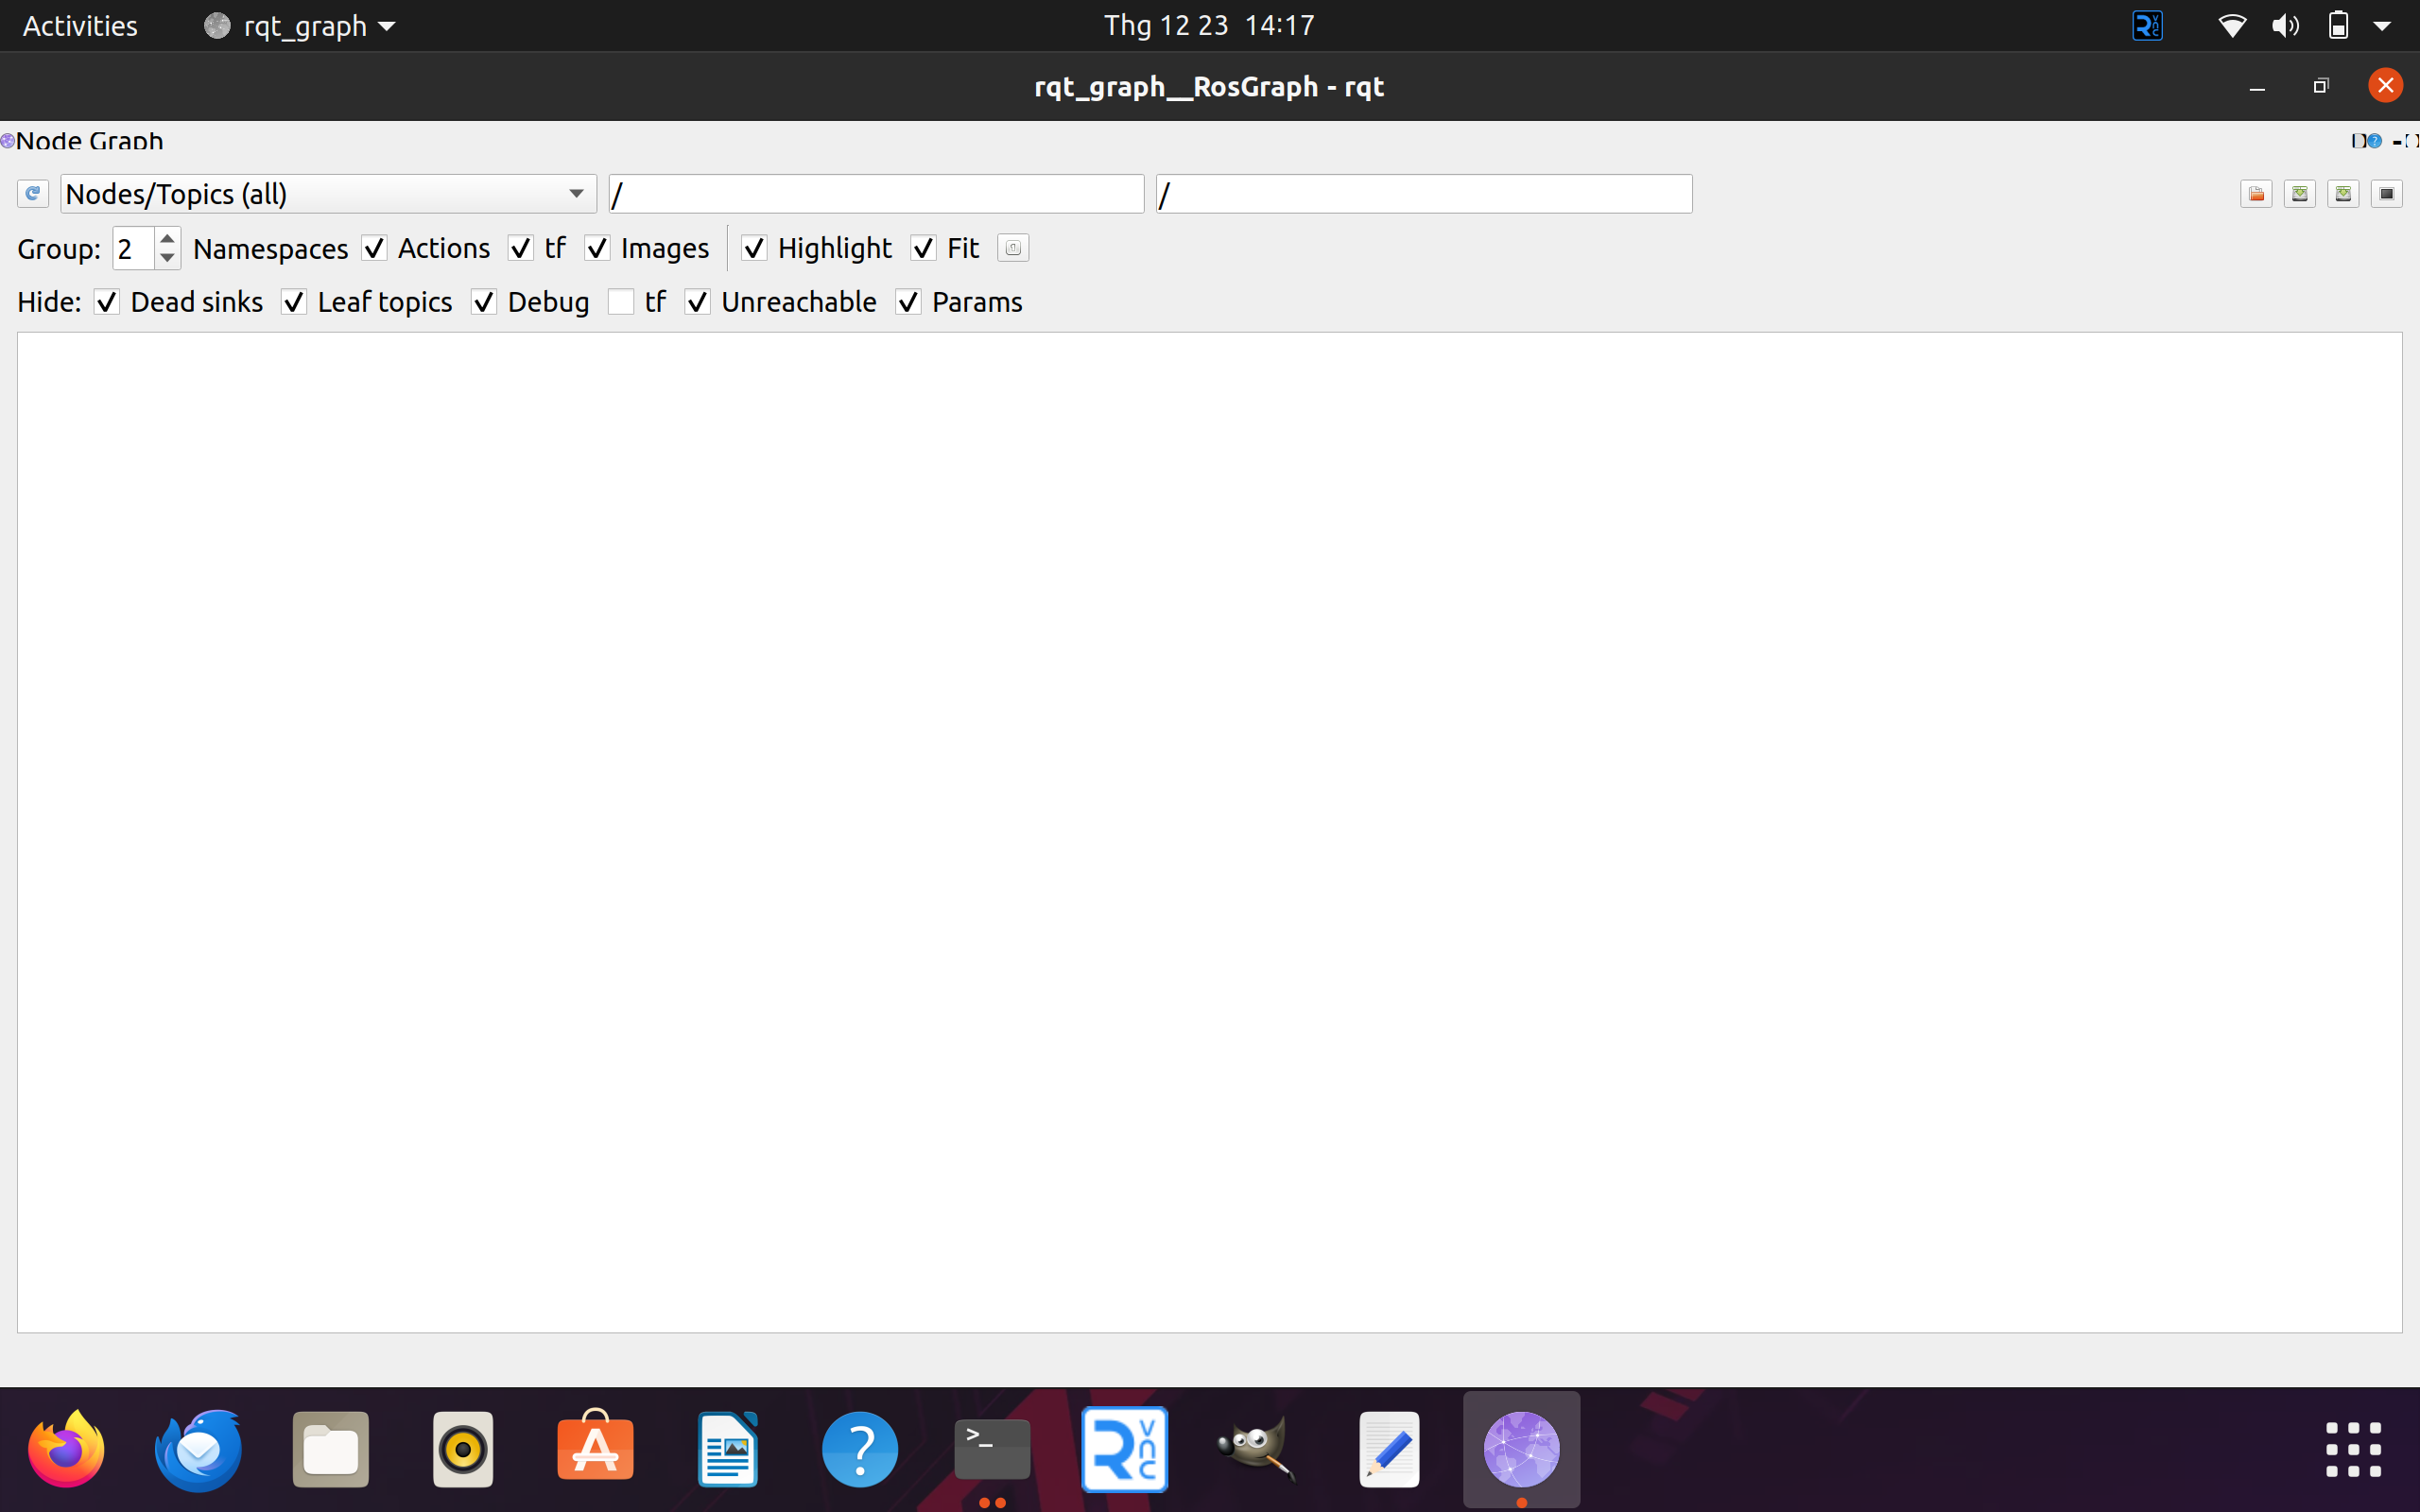 Activities rqt_graph Thg 12 23 14:17
rqt_graph__RosGraph - rqt
Node Graph
Nodes/Topics (all) / /
Group: 2 Namespaces Actions tf Images Highlight Fit
Hide: Dead sinks Leaf topics Debug tf Unreachable Params